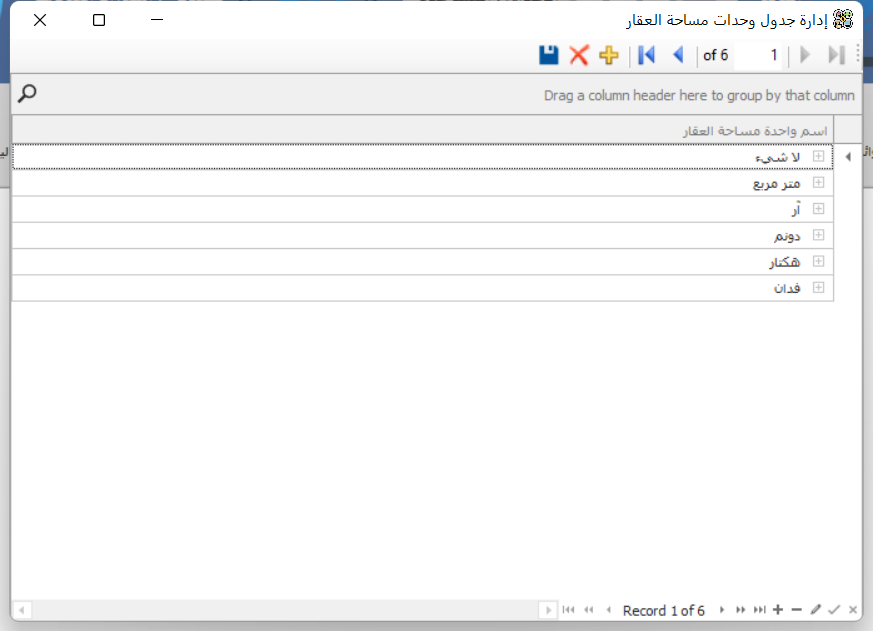 إدارة جدول وحدات مساحة العقار
1 of 6
Drag a column header here to group by that column
اسم واحدة مساحة العقار
لا شيء
متر مربع
آر
دونم
هكتار
فدان
Record 1 of 6